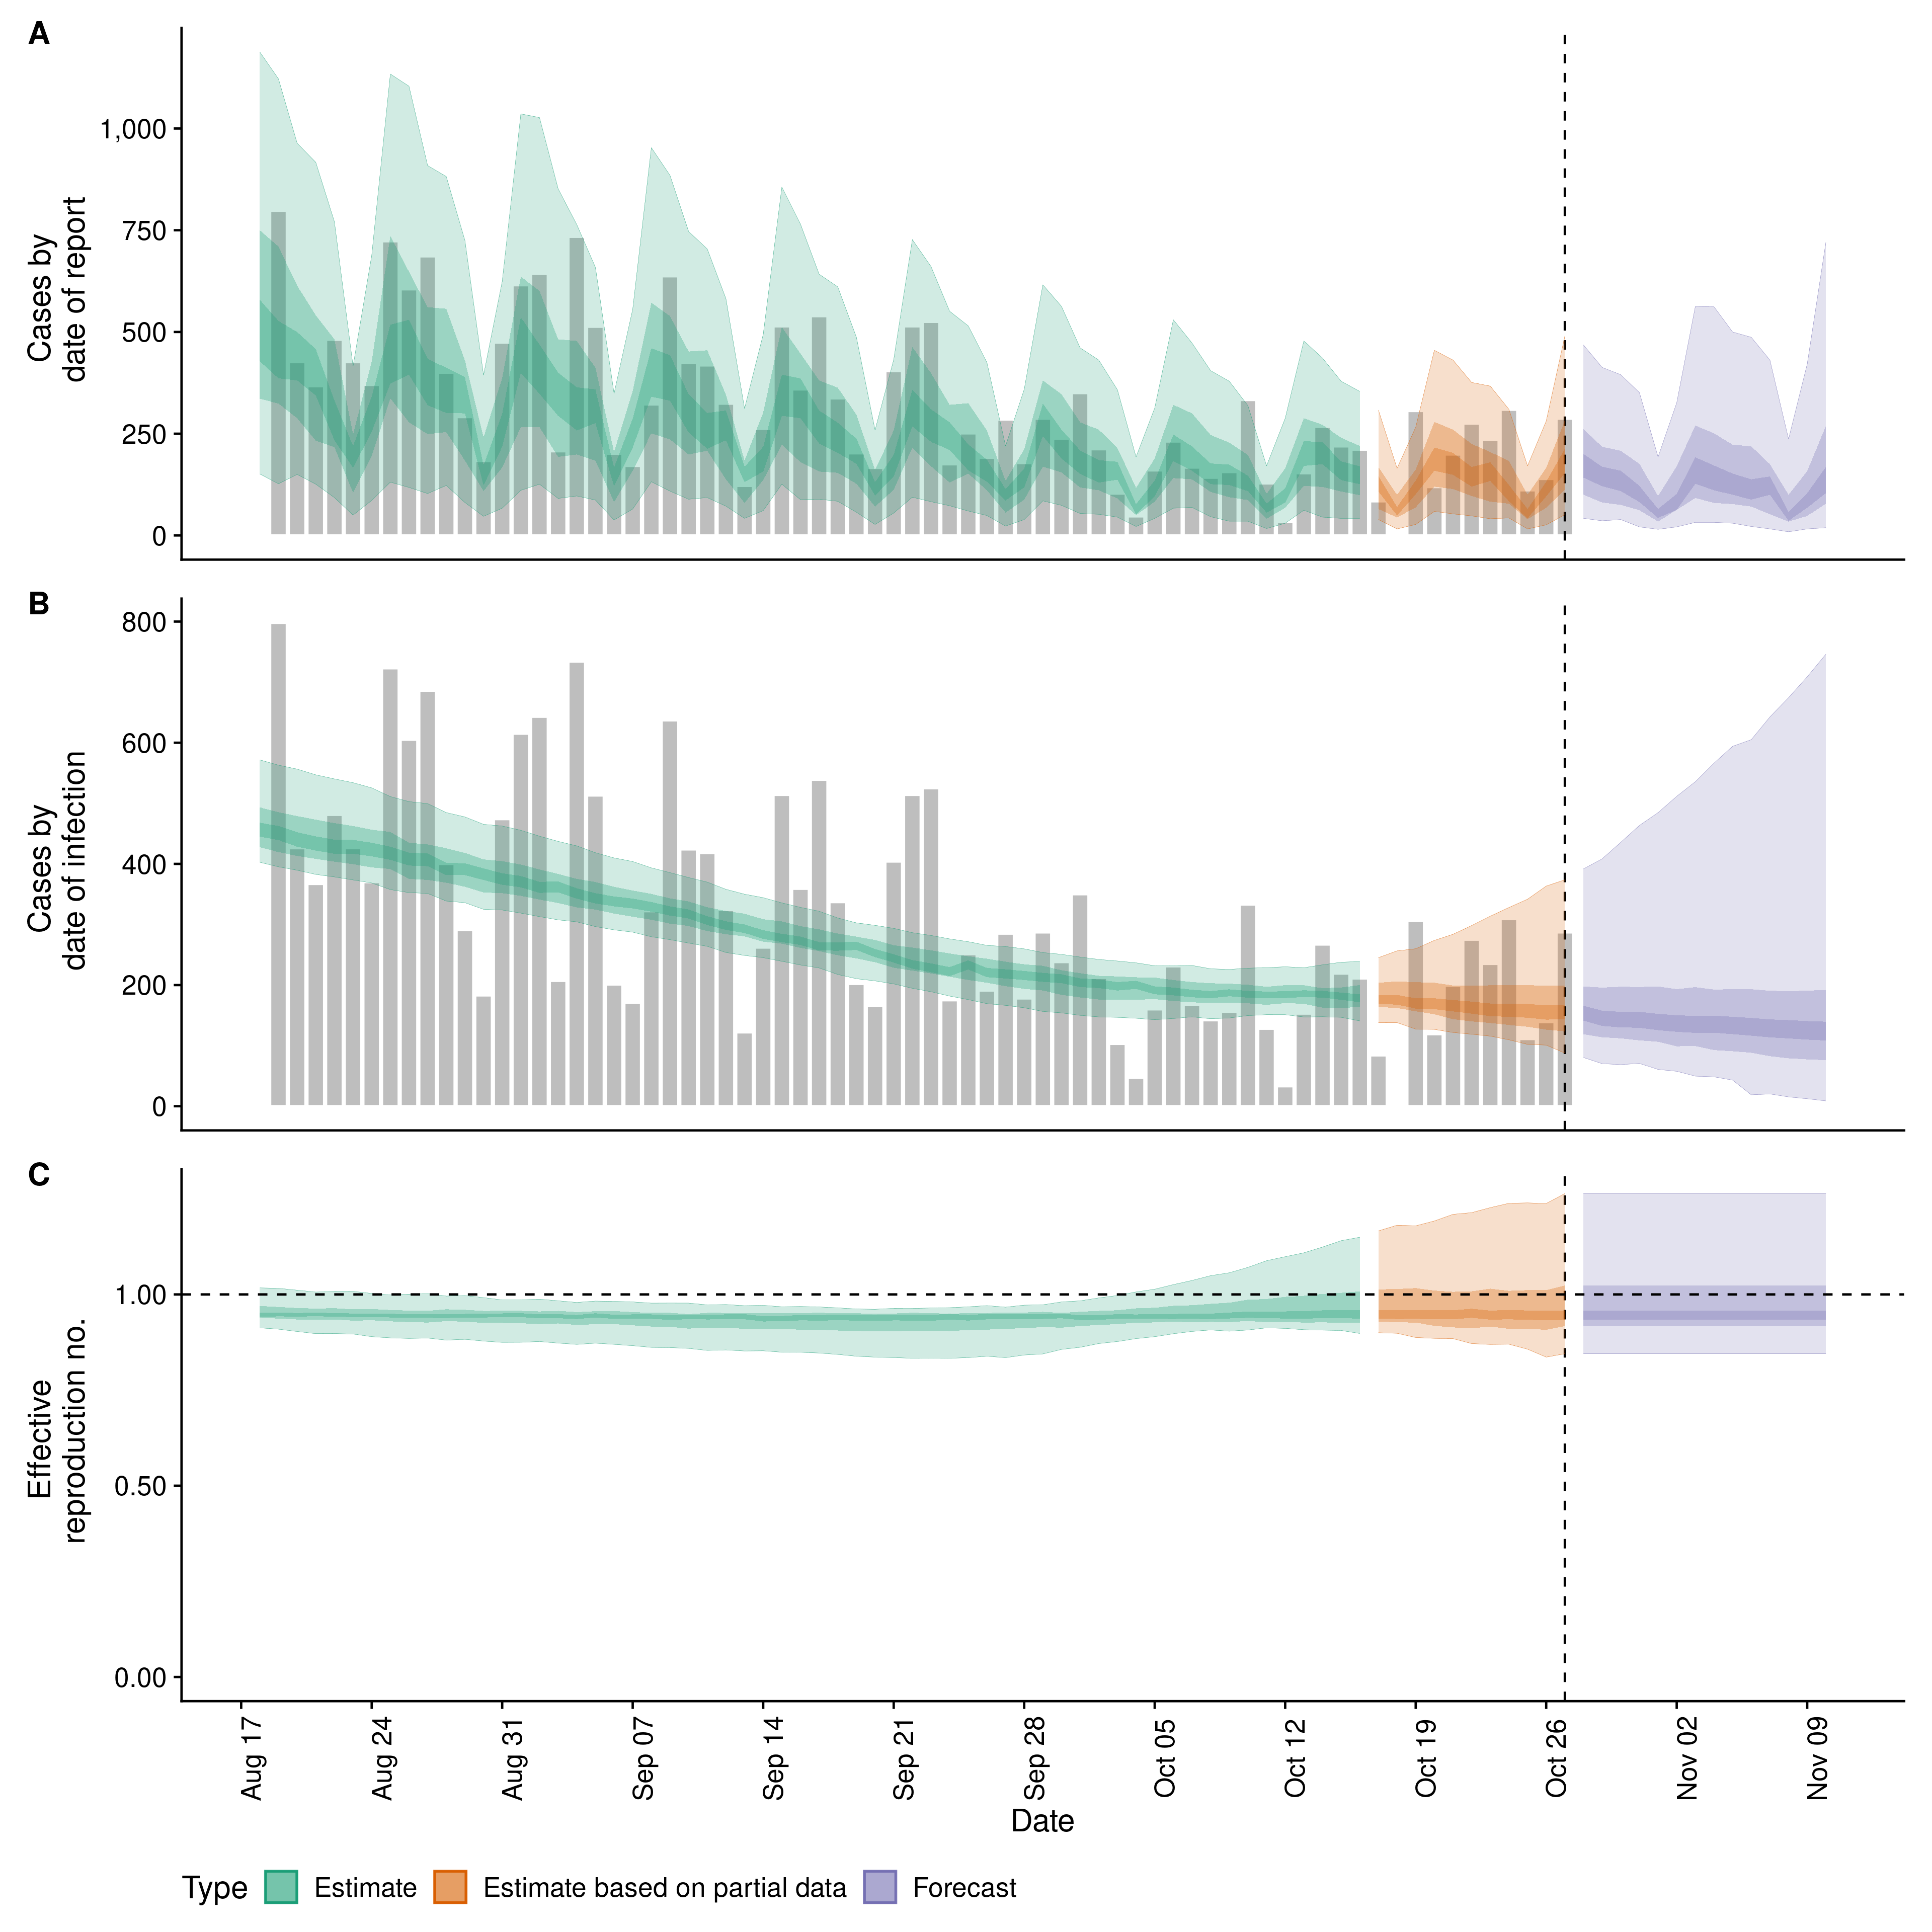 A
Cases by
date of report
1,000
750
500
250
0
B
Cases by
date of infection
800
600
400
200
0
C
Effective
reproduction no.
1.00
0.50
0.00
Aug 17
Aug 24
Aug 31
Sep 07
Sep 14
Sep 21
Sep 28
Oct 05
Oct 12
Oct 19
Oct 26
Nov 02
Nov 09
Date
Type Estimate Estimate based on partial data Forecast